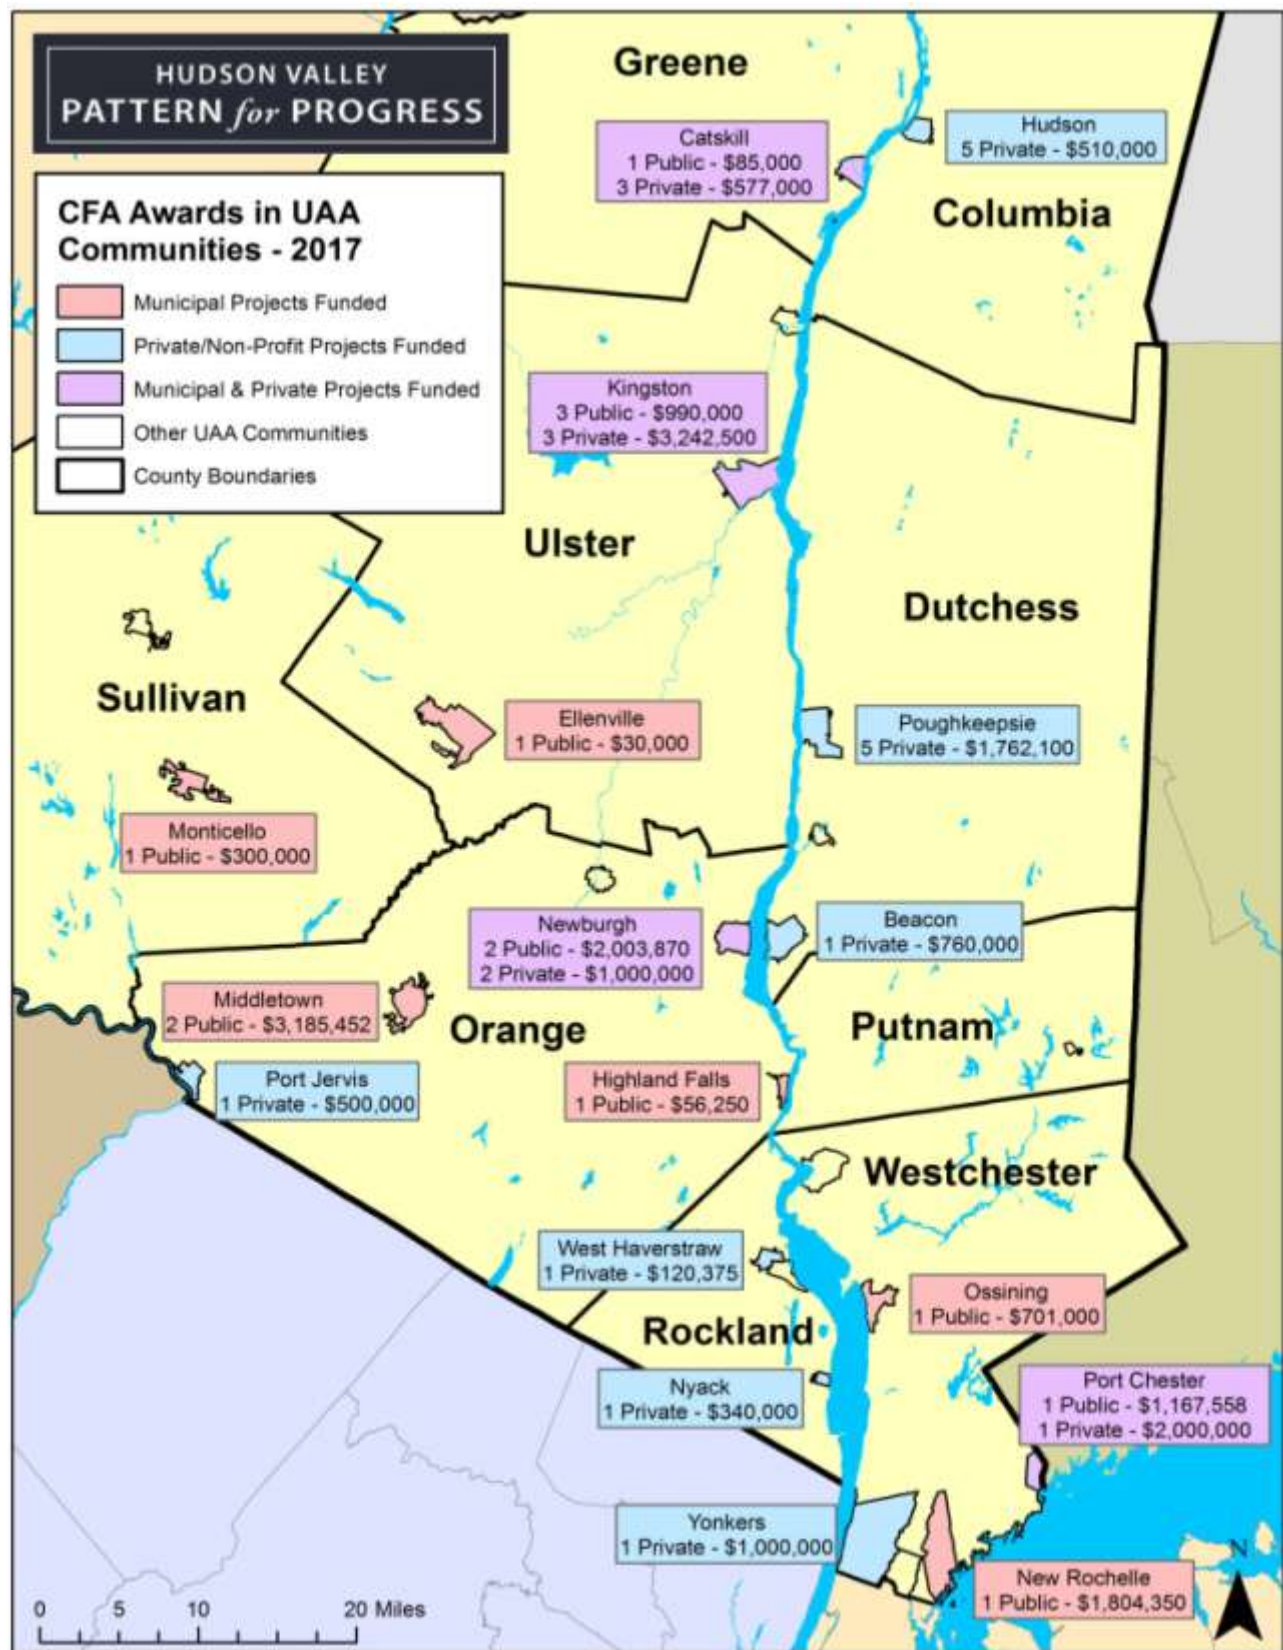 HUDSON VALLEY
PATTERN for PROGRESS
CFA Awards in UAA
Communities - 2017
Municipal Projects Funded
Private/Non-Profit Projects Funded
Municipal & Private Projects Funded
Other UAA Communities
County Boundaries
Greene
Catskill
1 Public - $85,000
3 Private - $577,000
Hudson
5 Private - $510,000
Columbia
Kingston
3 Public - $990,000
3 Private - $3,242,500
Ulster
Dutchess
Sullivan
Ellenville
1 Public - $30,000
Poughkeepsie
5 Private - $1,762,100
Monticello
1 Public - $300,000
Newburgh
2 Public - $2,003,870
2 Private - $1,000,000
Beacon
1 Private - $760,000
Middletown
2 Public - $3,185,452
Orange
Putnam
Port Jervis
1 Private - $500,000
Highland Falls
1 Public - $56,250
Westchester
West Haverstraw
1 Private - $120,375
Ossining
1 Public - $701,000
Rockland
Nyack
1 Private - $340,000
Port Chester
1 Public - $1,167,558
1 Private - $2,000,000
Yonkers
1 Private - $1,000,000
New Rochelle
1 Public - $1,804,350
N
0 5 10 20 Miles